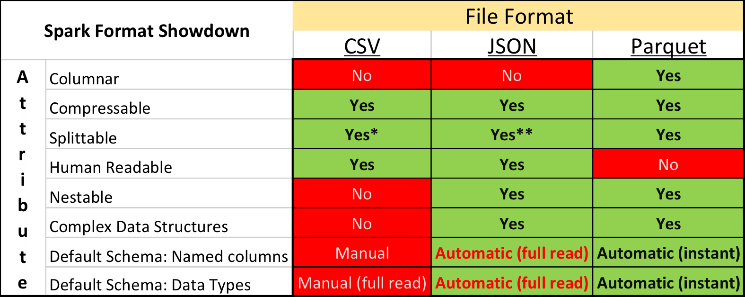 Spark Format Showdown File Format
CSV JSON Parquet
Attribute
Columnar No No Yes
Compressable Yes Yes Yes
Splittable Yes* Yes** Yes
Human Readable Yes Yes No
Nestable No Yes Yes
Complex Data Structures No Yes Yes
Default Schema: Named columns Manual Automatic (full read) Automatic (instant)
Default Schema: Data Types Manual (full read) Automatic (full read) Automatic (instant)